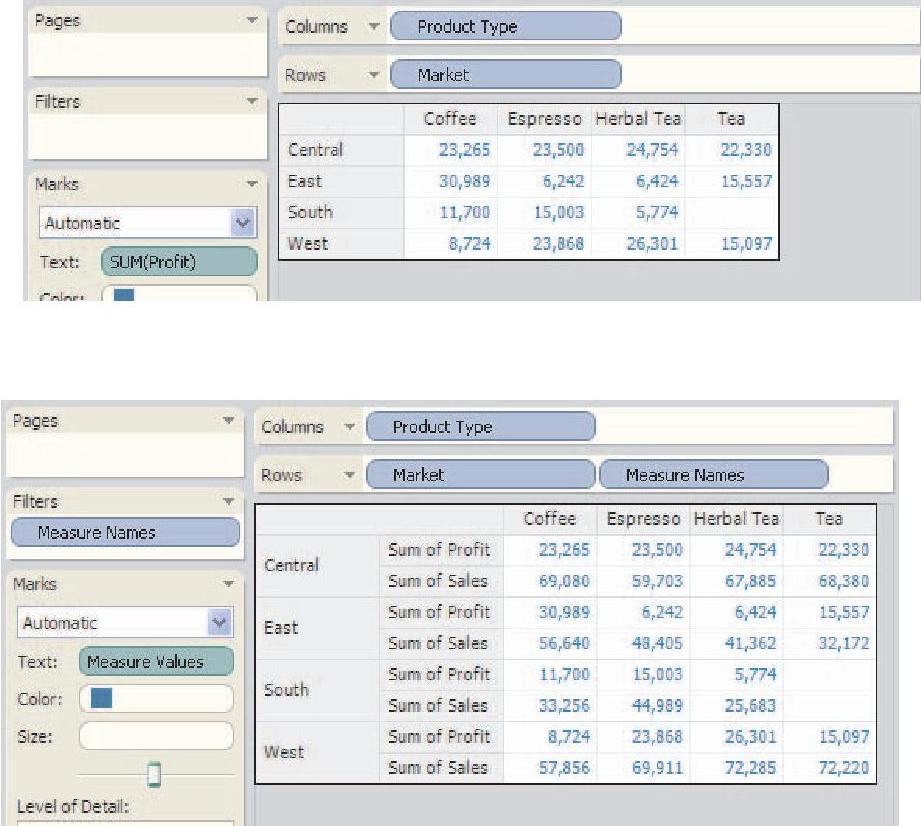 Pages
Columns Product Type
Rows Market
Filters
Coffee Espresso Herbal Tea Tea
Central 23,265 23,500 24,754 22,330
Marks
East 30,989 6,242 6,424 15,557
Automatic
South 11,700 15,003 5,774
West 8,724 23,868 26,301 15,097
Text: SUM(Profit)
Color:
Pages
Columns Product Type
Rows Market Measure Names
Filters
Measure Names
Coffee Espresso Herbal Tea Tea
Central
Sum of Profit 23,265 23,500 24,754 22,330
Sum of Sales 69,080 59,703 67,885 68,380
Marks
Automatic
East
Sum of Profit 30,989 6,242 6,424 15,557
Sum of Sales 56,640 48,405 41,362 32,172
Text: Measure Values
South
Sum of Profit 11,700 15,003 5,774
Sum of Sales 33,256 44,989 25,683
Color:
Size:
West
Sum of Profit 8,724 23,868 26,301 15,097
Sum of Sales 57,856 69,911 72,285 72,220
Level of Detail: